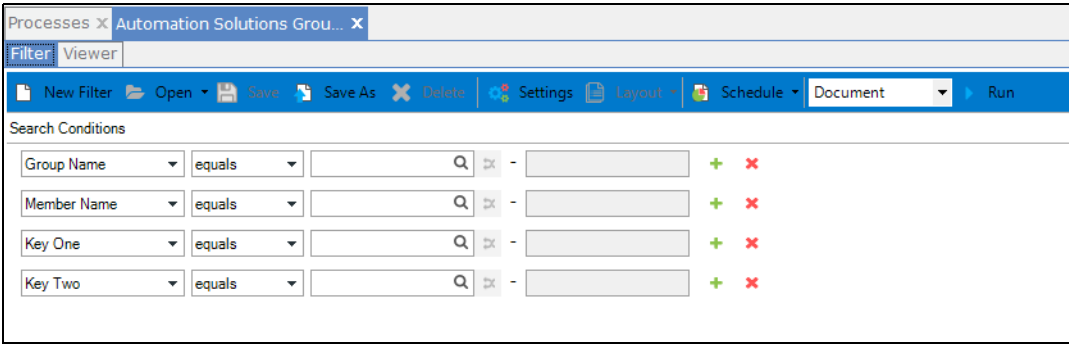 Processes X Automation Solutions Grou... X
Filter Viewer
New Filter Open Save Save As Delete Settings Layout Schedule Document Run
Search Conditions
Group Name equals -
Member Name equals -
Key One equals -
Key Two equals -